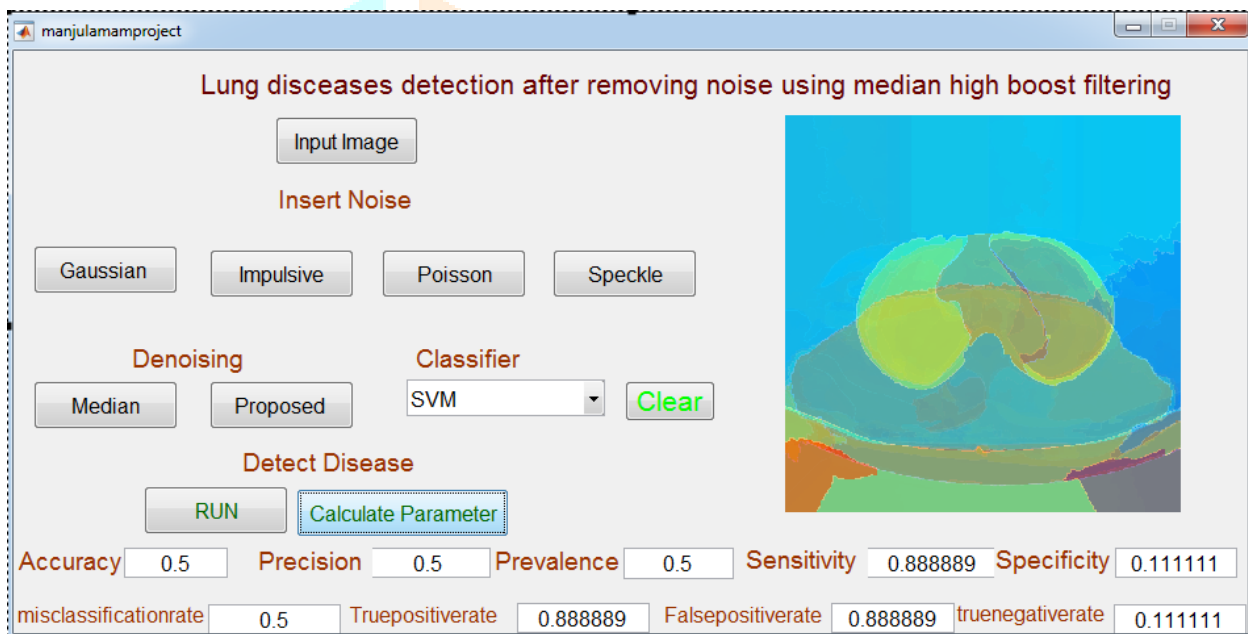 manjulamamproject
Lung disceases detection after removing noise using median high boost filtering
Input Image
Insert Noise
Gaussian Impulsive Poisson Speckle
Denoising Classifier
Median Proposed SVM Clear
Detect Disease
RUN Calculate Parameter
Accuracy 0.5 Precision 0.5 Prevalence 0.5 Sensitivity 0.888889 Specificity 0.111111
misclassificationrate 0.5 Truepositiverate 0.888889 Falsepositiverate 0.888889 truenegativerate 0.111111